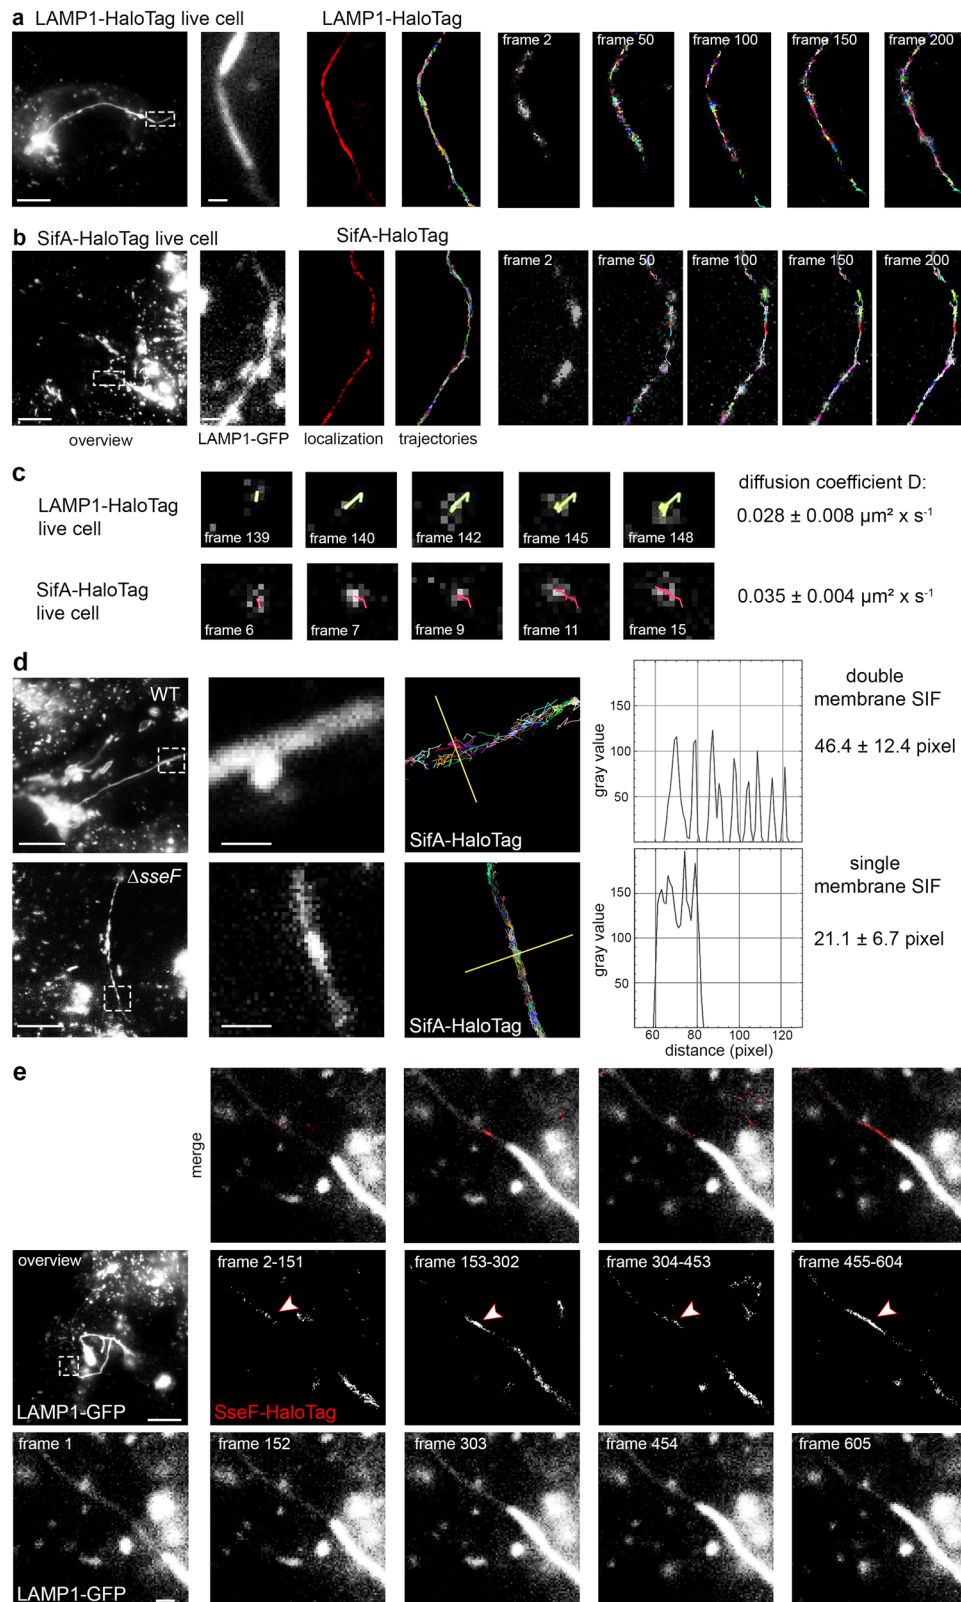 a LAMP1-HaloTag live cell LAMP1-HaloTag
frame 2 frame 50 frame 100 frame 150 frame 200
b SifA-HaloTag live cell SifA-HaloTag
frame 2 frame 50 frame 100 frame 150 frame 200
overview LAMP1-GFP localization trajectories
c
LAMP1-HaloTag
live cell
frame 139 frame 140 frame 142 frame 145 frame 148
diffusion coefficient D:
0.028 ± 0.008 µm² x s⁻¹
SifA-HaloTag
live cell
frame 6 frame 7 frame 9 frame 11 frame 15
0.035 ± 0.004 µm² x s⁻¹
d
WT
SifA-HaloTag
gray value
150
100
50
double
membrane SIF
46.4 ± 12.4 pixel
ΔsseF
SifA-HaloTag
gray value
150
100
50
60 80 100 120
distance (pixel)
single
membrane SIF
21.1 ± 6.7 pixel
e
merge
overview frame 2-151 frame 153-302 frame 304-453 frame 455-604
LAMP1-GFP SseF-HaloTag
frame 1 frame 152 frame 303 frame 454 frame 605
LAMP1-GFP